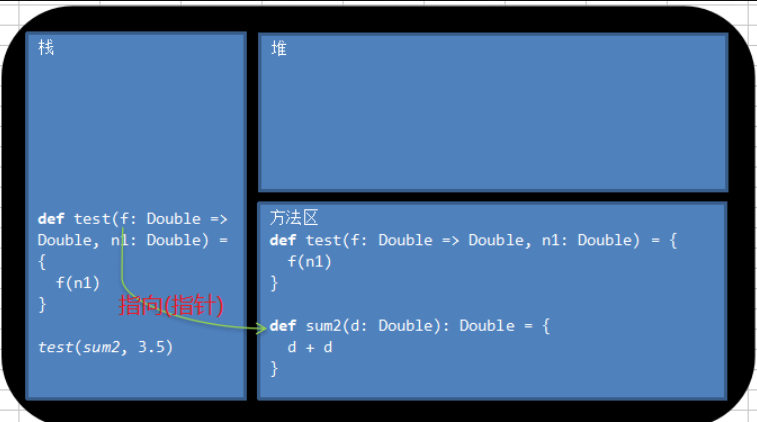 栈
def test(f: Double =>
Double, n1: Double) =
{
f(n1)
}
test(sum2, 3.5)
指向(指针)
堆
方法区
def test(f: Double => Double, n1: Double) = {
f(n1)
}
def sum2(d: Double): Double = {
d + d
}